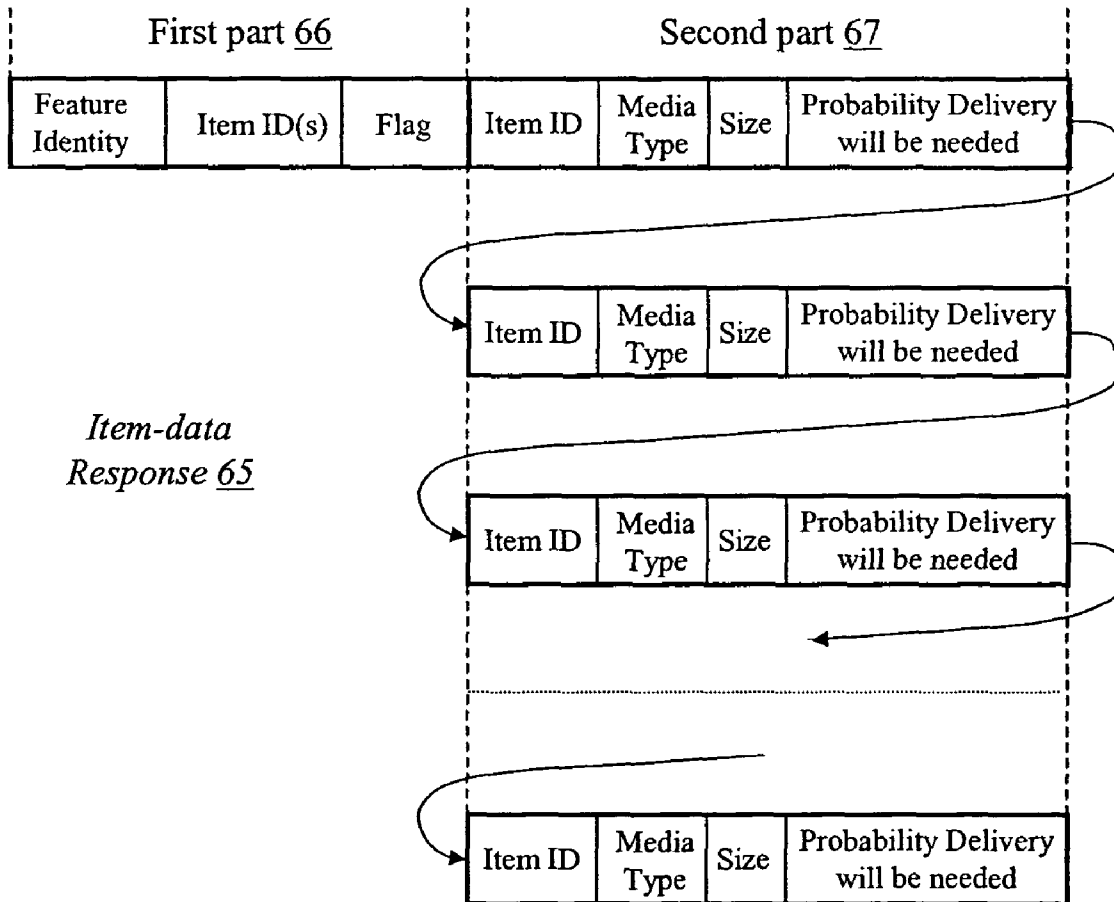 First part 66
Second part 67
Feature Identity
Item ID(s)
Flag
Item ID
Media Type
Size
Probability Delivery will be needed
Item ID
Media Type
Size
Probability Delivery will be needed
Item-data
Response 65
Item ID
Media Type
Size
Probability Delivery will be needed
Item ID
Media Type
Size
Probability Delivery will be needed